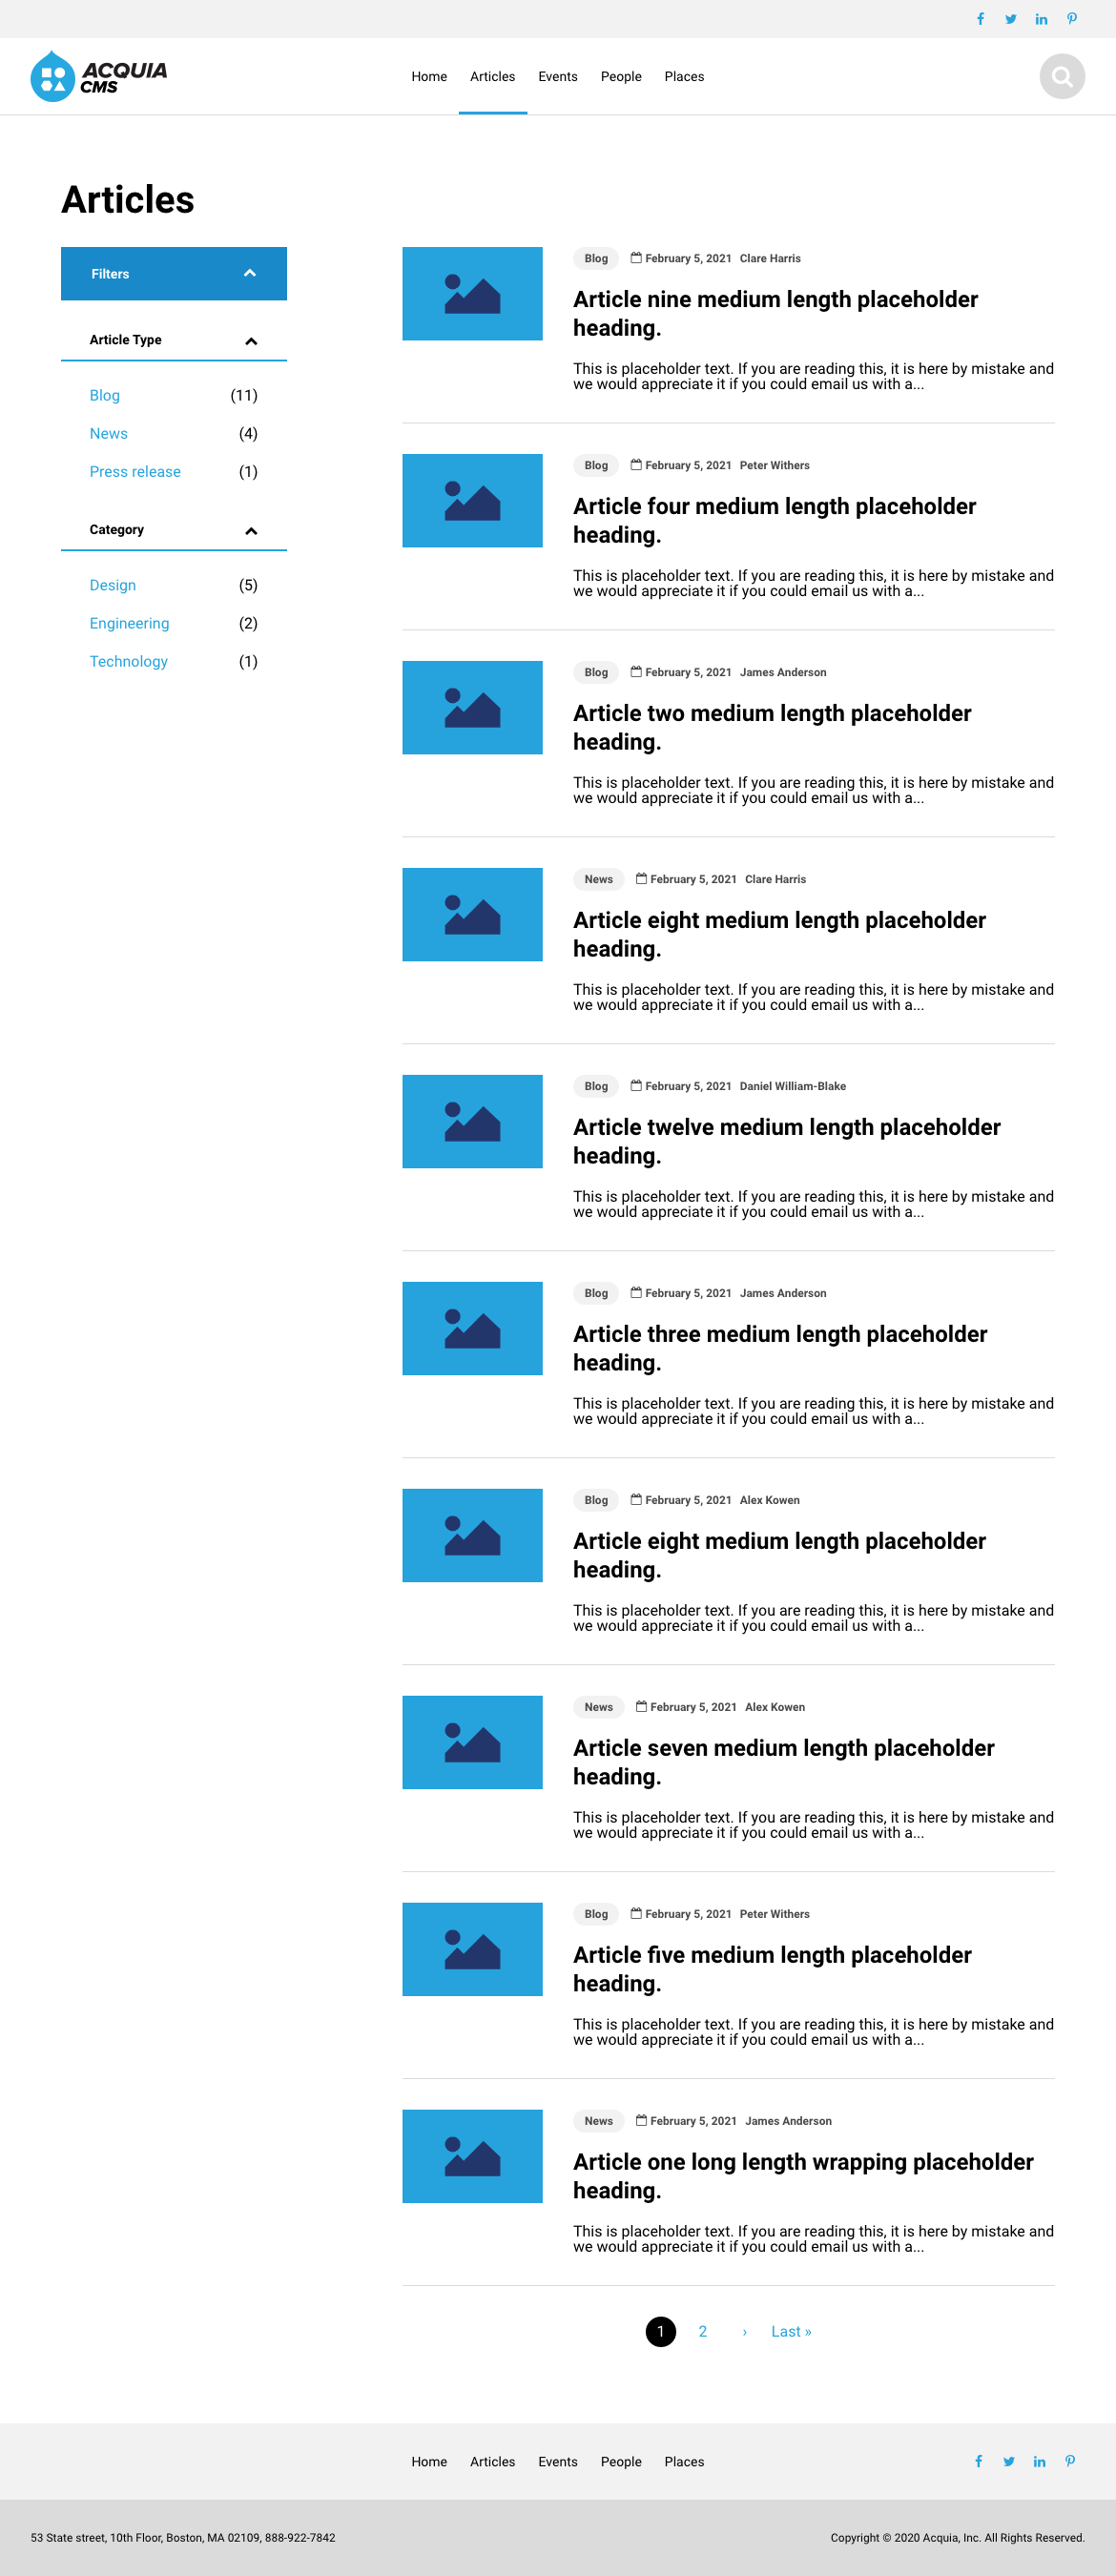 ACQUIA
CMS
Home Articles Events People Places
Articles
Filters
Article Type
Blog (11)
News (4)
Press release (1)
Category
Design (5)
Engineering (2)
Technology (1)
Blog February 5, 2021 Clare Harris
Article nine medium length placeholder
heading.
This is placeholder text. If you are reading this, it is here by mistake and
we would appreciate it if you could email us with a...
Blog February 5, 2021 Peter Withers
Article four medium length placeholder
heading.
This is placeholder text. If you are reading this, it is here by mistake and
we would appreciate it if you could email us with a...
Blog February 5, 2021 James Anderson
Article two medium length placeholder
heading.
This is placeholder text. If you are reading this, it is here by mistake and
we would appreciate it if you could email us with a...
News February 5, 2021 Clare Harris
Article eight medium length placeholder
heading.
This is placeholder text. If you are reading this, it is here by mistake and
we would appreciate it if you could email us with a...
Blog February 5, 2021 Daniel William-Blake
Article twelve medium length placeholder
heading.
This is placeholder text. If you are reading this, it is here by mistake and
we would appreciate it if you could email us with a...
Blog February 5, 2021 James Anderson
Article three medium length placeholder
heading.
This is placeholder text. If you are reading this, it is here by mistake and
we would appreciate it if you could email us with a...
Blog February 5, 2021 Alex Kowen
Article eight medium length placeholder
heading.
This is placeholder text. If you are reading this, it is here by mistake and
we would appreciate it if you could email us with a...
News February 5, 2021 Alex Kowen
Article seven medium length placeholder
heading.
This is placeholder text. If you are reading this, it is here by mistake and
we would appreciate it if you could email us with a...
Blog February 5, 2021 Peter Withers
Article five medium length placeholder
heading.
This is placeholder text. If you are reading this, it is here by mistake and
we would appreciate it if you could email us with a...
News February 5, 2021 James Anderson
Article one long length wrapping placeholder
heading.
This is placeholder text. If you are reading this, it is here by mistake and
we would appreciate it if you could email us with a...
1 2 › Last »
Home Articles Events People Places
53 State street, 10th Floor, Boston, MA 02109, 888-922-7842
Copyright © 2020 Acquia, Inc. All Rights Reserved.